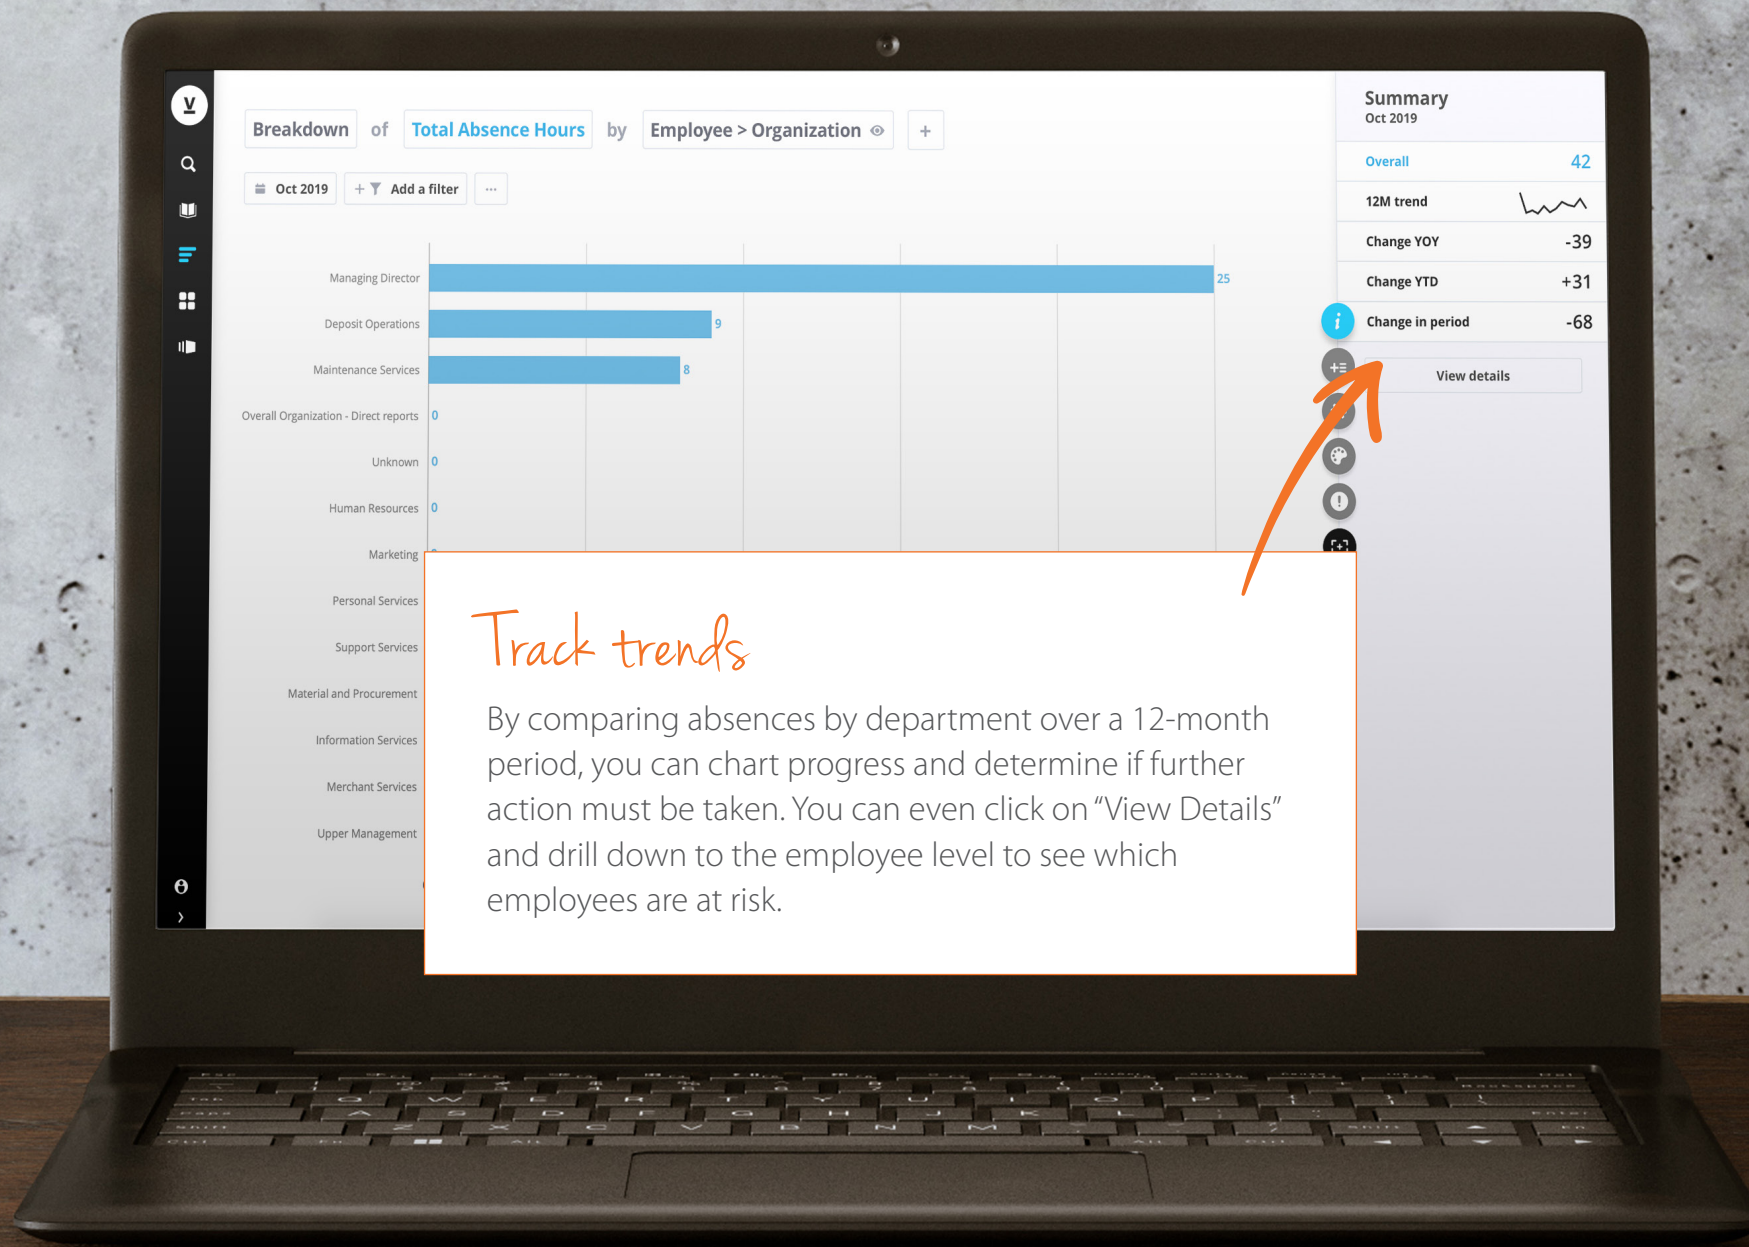 Breakdown of Total Absence Hours by Employee > Organization +
Oct 2019 + Add a filter ...
Managing Director 25
Deposit Operations 9
Maintenance Services 8
Overall Organization - Direct reports 0
Unknown 0
Human Resources 0
Marketing
Personal Services
Support Services
Material and Procurement
Information Services
Merchant Services
Upper Management
Summary
Oct 2019
Overall 42
12M trend
Change YOY -39
Change YTD +31
Change in period -68
View details
Track trends
By comparing absences by department over a 12-month
period, you can chart progress and determine if further
action must be taken. You can even click on “View Details”
and drill down to the employee level to see which
employees are at risk.